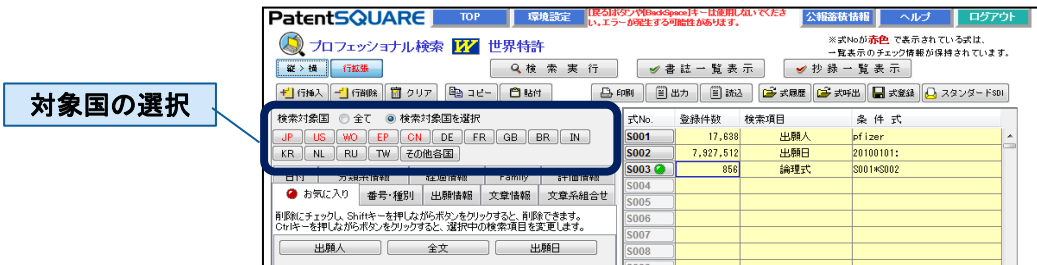 PatentSQUARE TOP 環境設定 [戻る]ボタンや[BackSpace]キーは使用しないでください。エラーが発生する可能性があります。 公報蓄積情報 ヘルプ ログアウト
プロフェッショナル検索 世界特許
※式Noが赤色 で表示されている式は、
一覧表示のチェック情報が保持されています。
縦 > 横 行拡張 検 索 実 行 書 誌 一 覧 表 示 抄 録 一 覧 表 示
行挿入 行削除 クリア コピー 貼付 印刷 出力 読込 式履歴 式呼出 式登録 スタンダードSDI
対象国の選択
検索対象国 全て 検索対象国を選択
JP US WO EP CN DE FR GB BR IN
KR NL RU TW その他各国
日付 分類系情報 経過情報 Family 評価情報
お気に入り 番号・種別 出願情報 文章情報 文章系組合せ
削除にチェックし、Shiftキーを押しながらボタンをクリックすると、削除できます。
Ctrlキーを押しながらボタンをクリックすると、選択中の検索項目を変更します。
出願人 全文 出願日
式No. 登録件数 検索項目 条 件 式
S001 17,638 出願人 pfizer
S002 7,927,512 出願日 20100101:
S003 856 論理式 S001*S002
S004
S005
S006
S007
S008